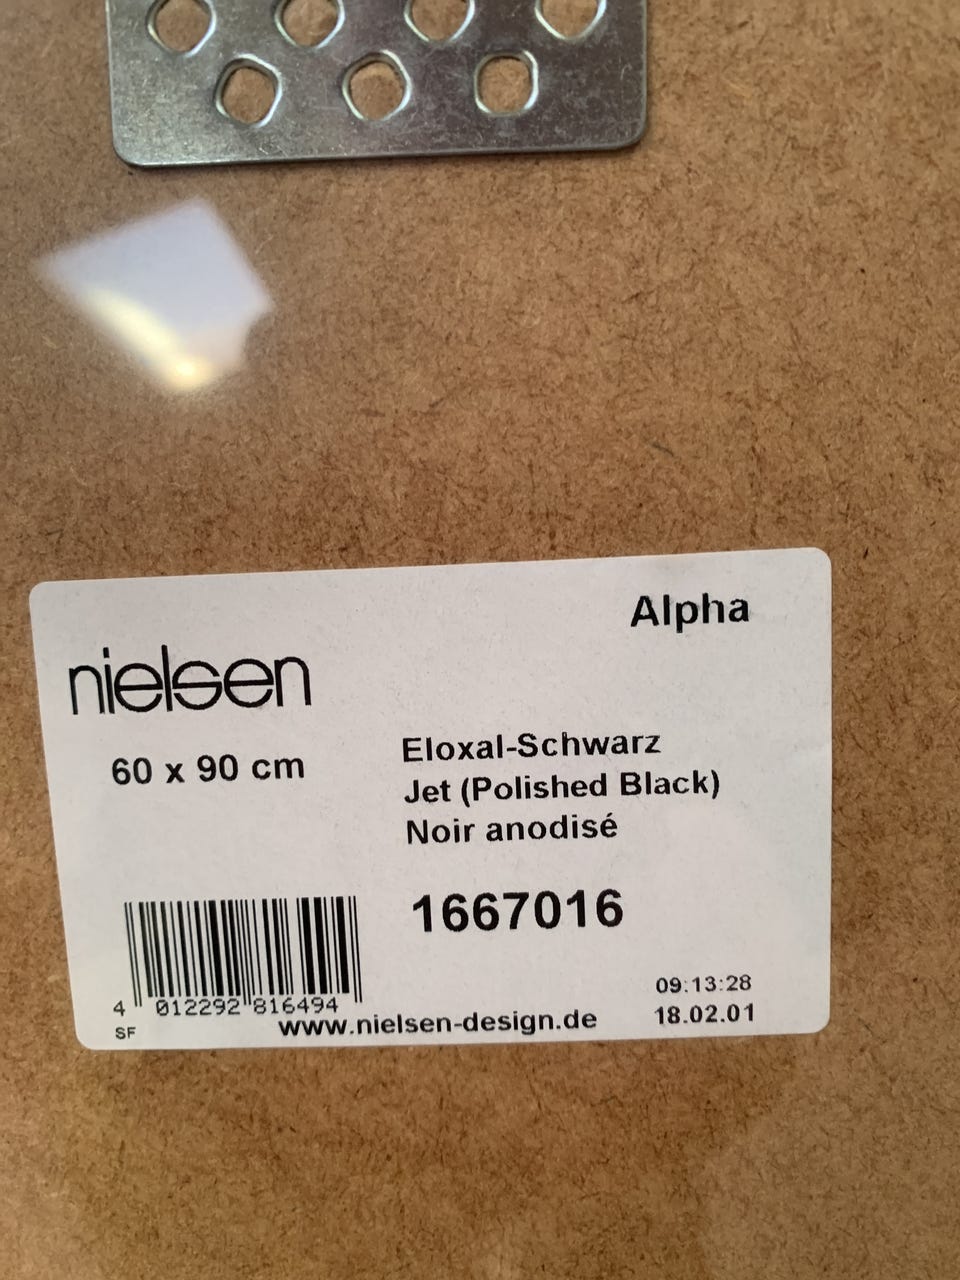 Alpha
nielsen
60 x 90 cm
Eloxal-Schwarz
Jet (Polished Black)
Noir anodisé
1667016
4 012292 816494
SF
www.nielsen-design.de
09:13:28
18.02.01